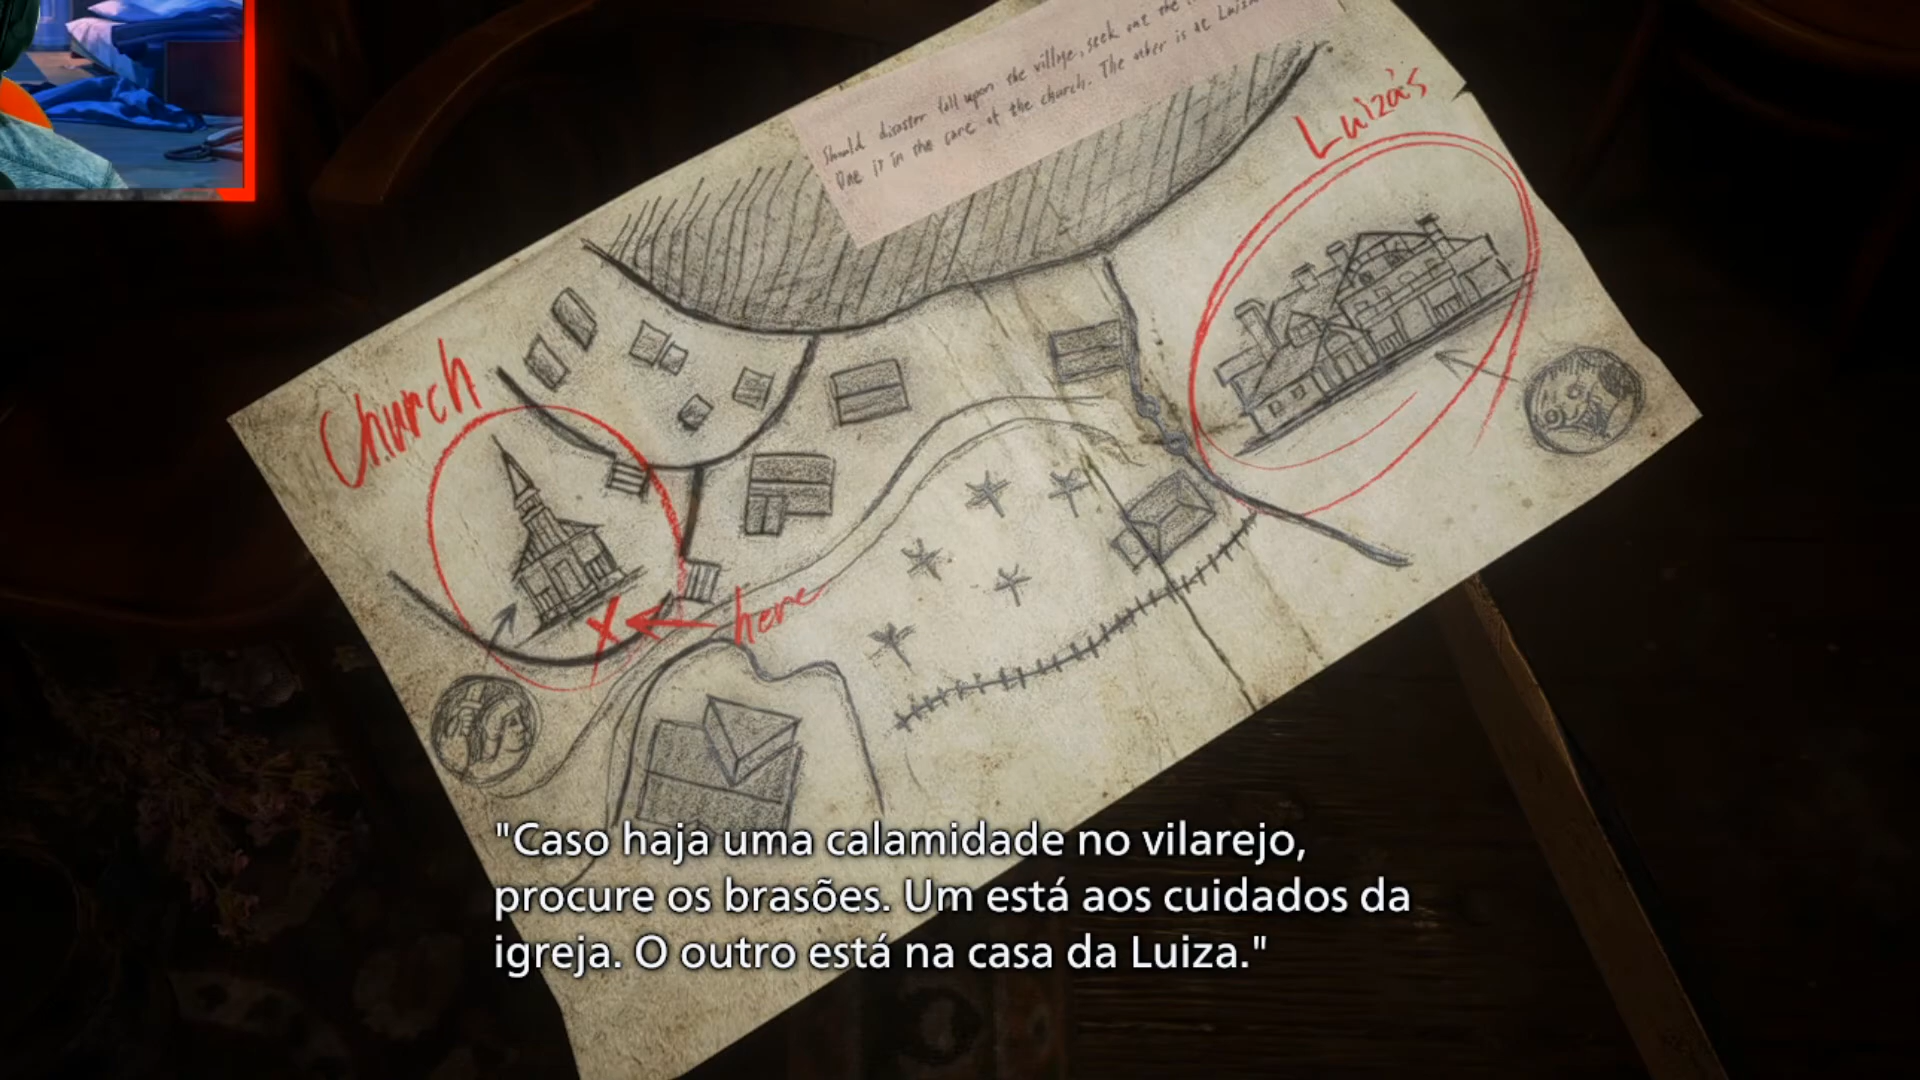 Should disaster fall upon the village, seek out the
One is in the care of the church. The other is at Luiza
Luiza's
Church
here
"Caso haja uma calamidade no vilarejo,
procure os brasões. Um está aos cuidados da
igreja. O outro está na casa da Luiza."